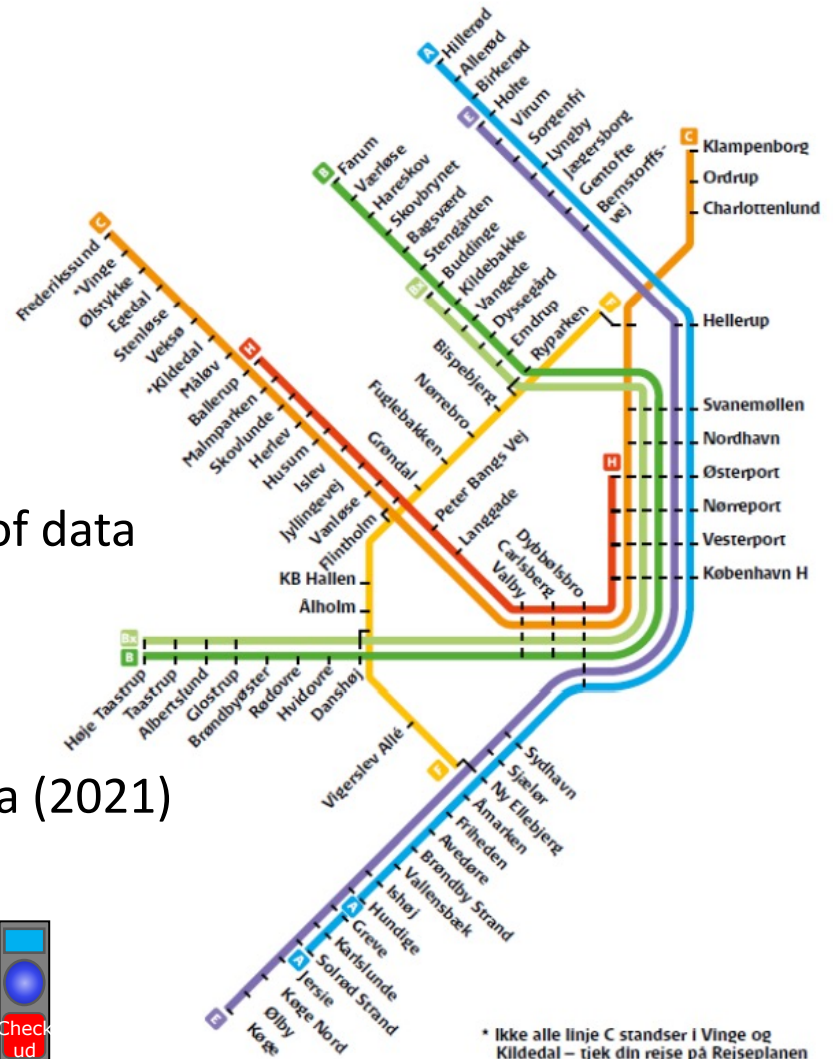 A
Hillerød
Allerød
Birkerød
Holte
Virum
Sorgenfri
Lyngby
Jægersborg
Gentofte
Bernstorffs-
vej
E
C
Klampenborg
Ordrup
Charlottenlund
Hellerup
Svanemøllen
Nordhavn
Østerport
Nørreport
Vesterport
København H
H
B
Farum
Værløse
Hareskov
Skovbrynet
Bagsværd
Stengården
Buddinge
Kildebakke
Vangede
Dyssegård
Emdrup
Ryparken
Bx
F
Bispebjerg
Nørrebro
Fuglebakken
Grøndal
C
Frederikssund
*Vinge
Ølstykke
Egedal
Stenløse
Veksø
*Kildedal
Måløv
Ballerup
Malmparken
Skovlunde
Herlev
Husum
Islev
Jyllingevej
Vanløse
Flintholm
H
Peter Bangs Vej
Langgade
Valby
Carlsberg
Dybbølsbro
of data
KB Hallen
Ålholm
Bx
B
Høje Taastrup
Taastrup
Albertslund
Glostrup
Brøndbyøster
Rødovre
Hvidovre
Danshøj
Vigerslev Allé
F
a (2021)
Sydhavn
Sjælør
Ny Ellebjerg
Åmarken
Friheden
Avedøre
Brøndby Strand
Vallensbæk
Ishøj
Hundige
A
Greve
Karlslunde
Solrød Strand
A
Jersie
Køge Nord
Ølby
Køge
E
Check
ud
* Ikke alle linje C standser i Vinge og
Kildedal – tjek din rejse på Rejseplanen